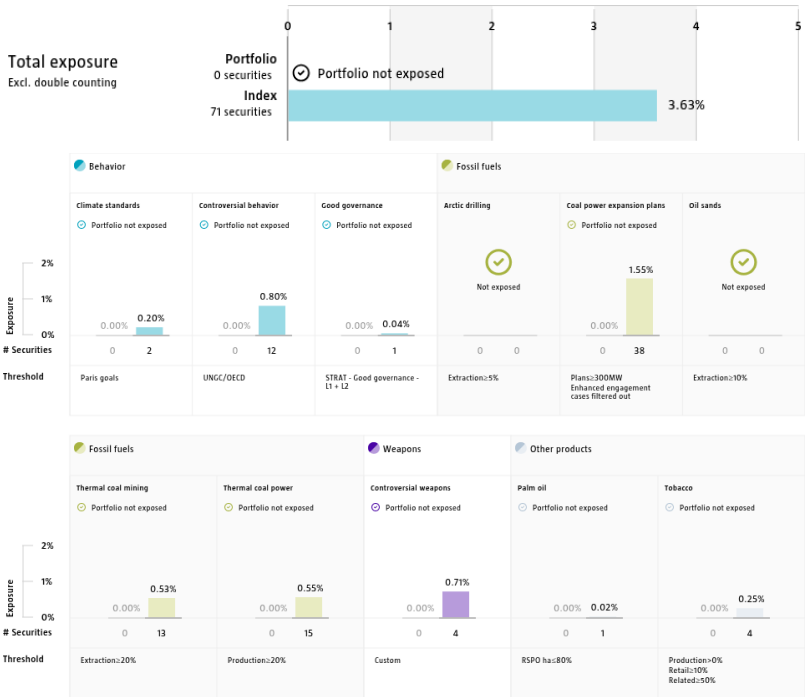 0 1 2 3 4 5
Total exposure
Excl. double counting
Portfolio
0 securities
Portfolio not exposed
Index
71 securities
3.63%
Behavior
Fossil fuels
Climate standards
Controversial behavior
Good governance
Arctic drilling
Coal power expansion plans
Oil sands
Portfolio not exposed
Portfolio not exposed
Portfolio not exposed
Portfolio not exposed
Not exposed
Not exposed
Exposure
2%
1%
0%
0.00% 0.20%
0.00% 0.80%
0.00% 0.04%
0.00% 1.55%
# Securities
0 2
0 12
0 1
0 0
0 38
0 0
Threshold
Paris goals
UNGC/OECD
STRAT - Good governance -
L1 + L2
Extraction≥5%
Plans≥300MW
Enhanced engagement
cases filtered out
Extraction≥10%
Fossil fuels
Weapons
Other products
Thermal coal mining
Thermal coal power
Controversial weapons
Palm oil
Tobacco
Portfolio not exposed
Portfolio not exposed
Portfolio not exposed
Portfolio not exposed
Portfolio not exposed
Exposure
2%
1%
0%
0.00% 0.53%
0.00% 0.55%
0.00% 0.71%
0.00% 0.02%
0.00% 0.25%
# Securities
0 13
0 15
0 4
0 1
0 4
Threshold
Extraction≥20%
Production≥20%
Custom
RSPO ha≤80%
Production>0%
Retail≥10%
Related≥50%